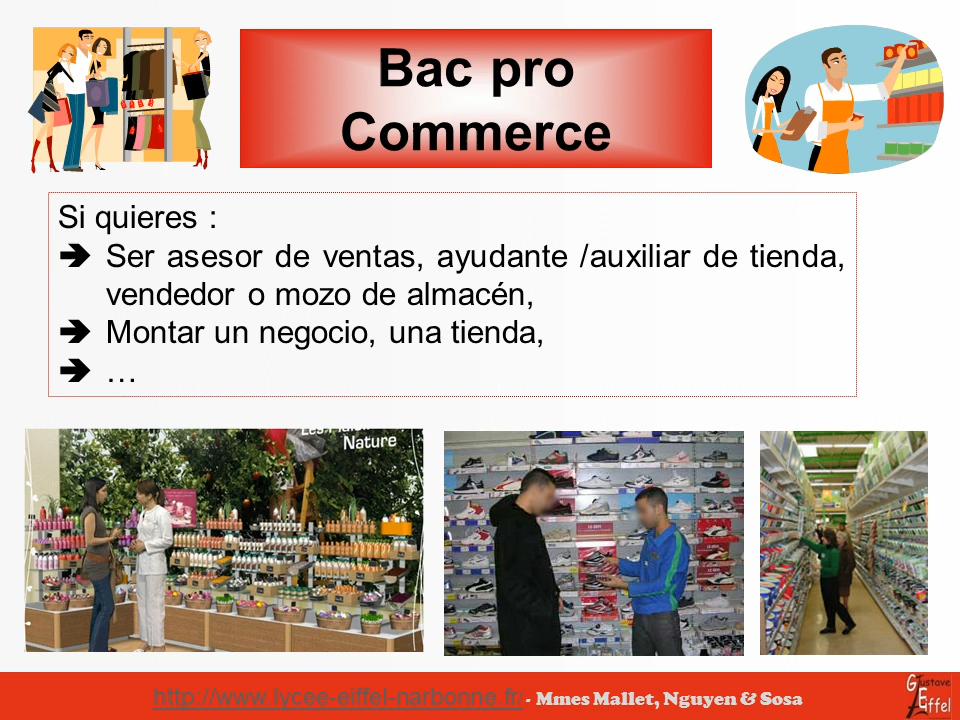 Bac pro
Commerce
Si quieres :
➔ Ser asesor de ventas, ayudante /auxiliar de tienda,
vendedor o mozo de almacén,
➔ Montar un negocio, una tienda,
➔ …
Nature
http://www.lycee-eiffel-narbonne.fr/ - Mmes Mallet, Nguyen & Sosa
Gustave
Eiffel